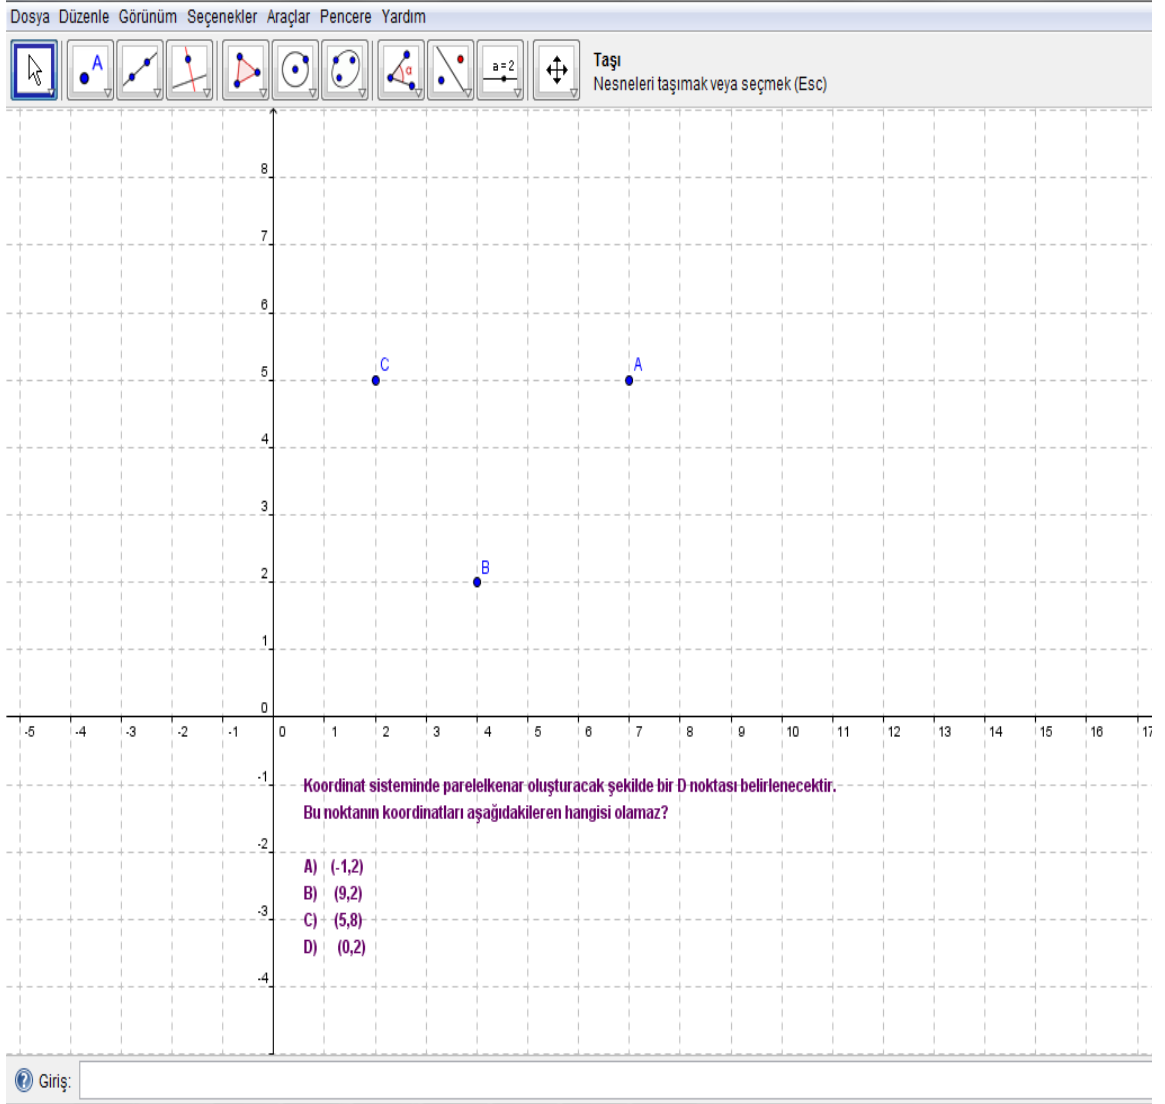 Dosya Düzenle Görünüm Seçenekler Araçlar Pencere Yardım
A
α
a = 2
Taşı
Nesneleri taşımak veya seçmek (Esc)
8
7
6
C
A
5
4
3
B
2
1
0
-5 -4 -3 -2 -1 0 1 2 3 4 5 6 7 8 9 10 11 12 13 14 15 16 17
-1
Koordinat sisteminde parelelkenar oluşturacak şekilde bir D noktası belirlenecektir.
Bu noktanın koordinatları aşağıdakileren hangisi olamaz?
-2
A) (-1,2)
B) (9,2)
-3
C) (5,8)
D) (0,2)
-4
Giriş: